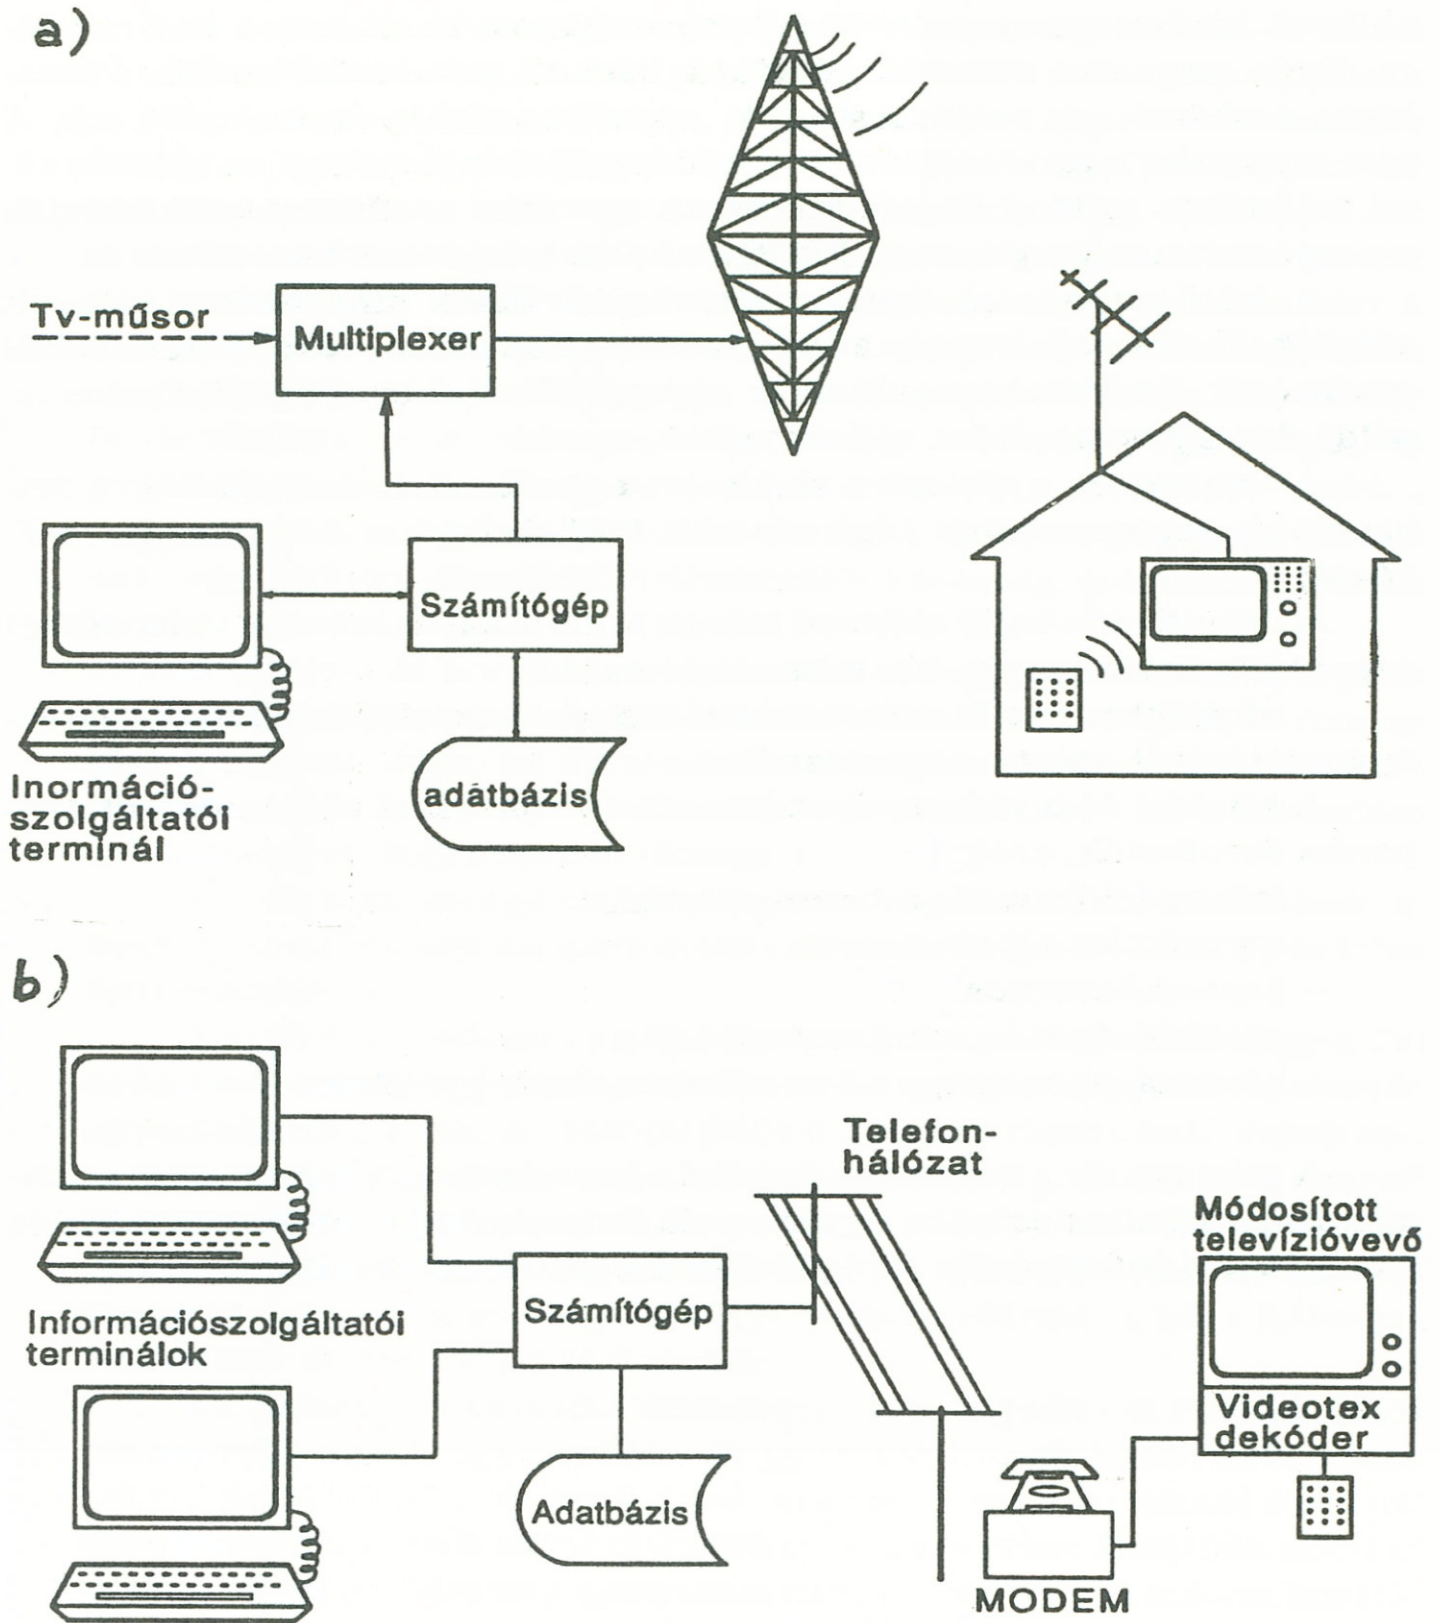 a)
Tv-műsor
Multiplexer
Számítógép
Inormáció-
szolgáltatói
terminál
adatbázis
b)
Telefon-
hálózat
Módosított
televízióvevő
Számítógép
Információszolgáltatói
terminálok
Videotex
dekóder
Adatbázis
MODEM